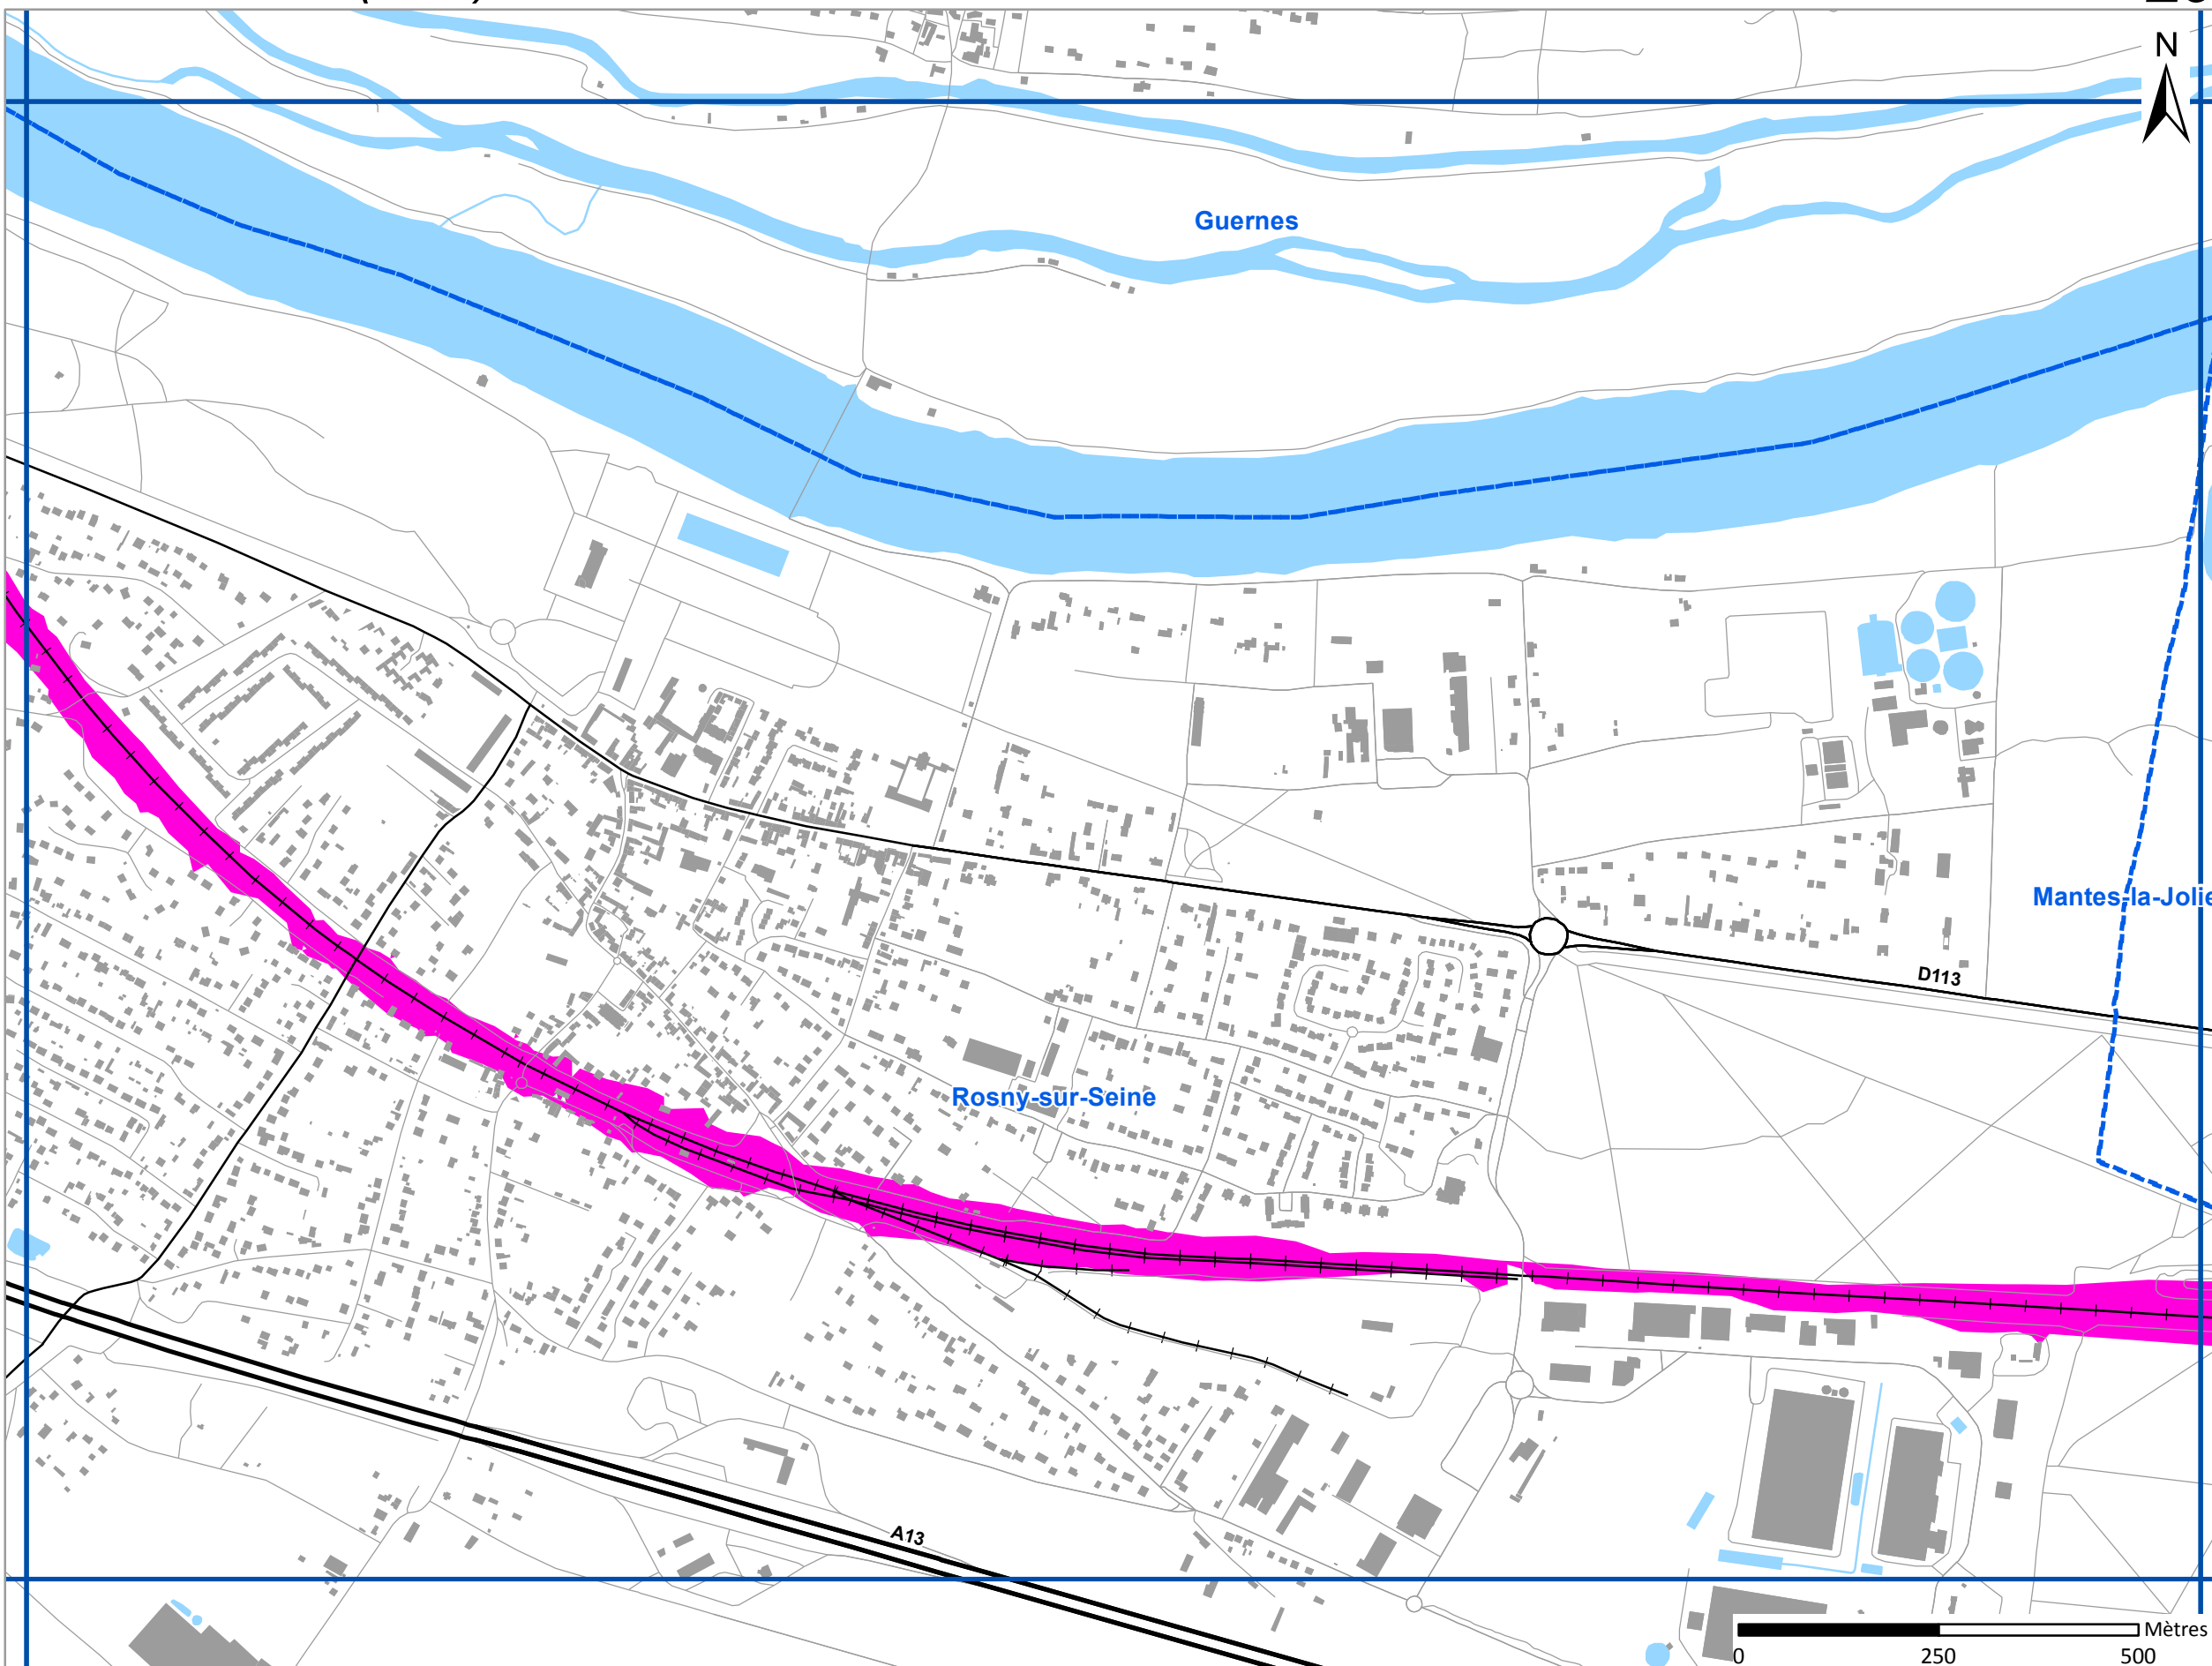 N
Guernes
Mantes-la-Jolie
D113
Rosny-sur-Seine
A13
Mètres
0 250 500